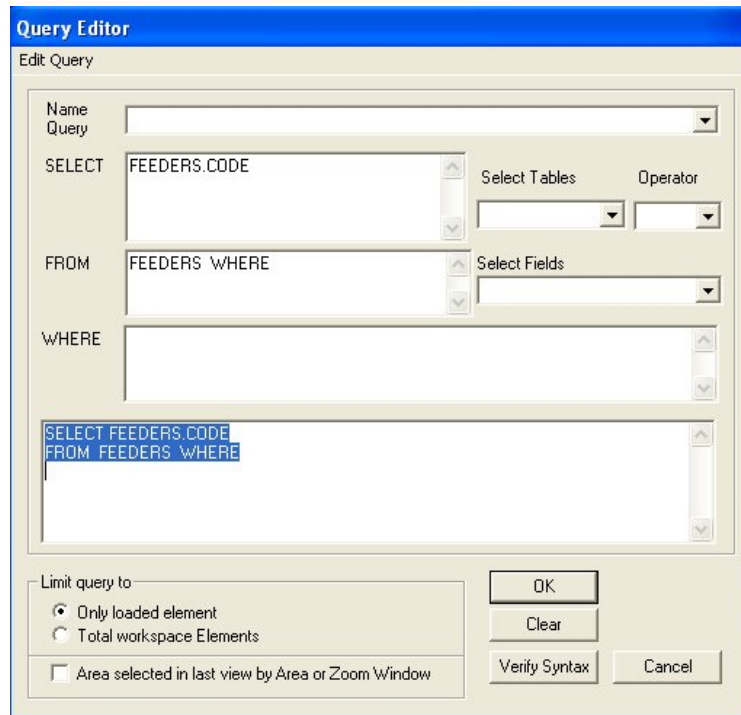 Query Editor
Edit Query
Name
Query
SELECT
FEEDERS.CODE
Select Tables
Operator
FROM
FEEDERS WHERE
Select Fields
WHERE
SELECT FEEDERS.CODE
FROM FEEDERS WHERE
Limit query to
Only loaded element
Total workspace Elements
Area selected in last view by Area or Zoom Window
OK
Clear
Verify Syntax
Cancel